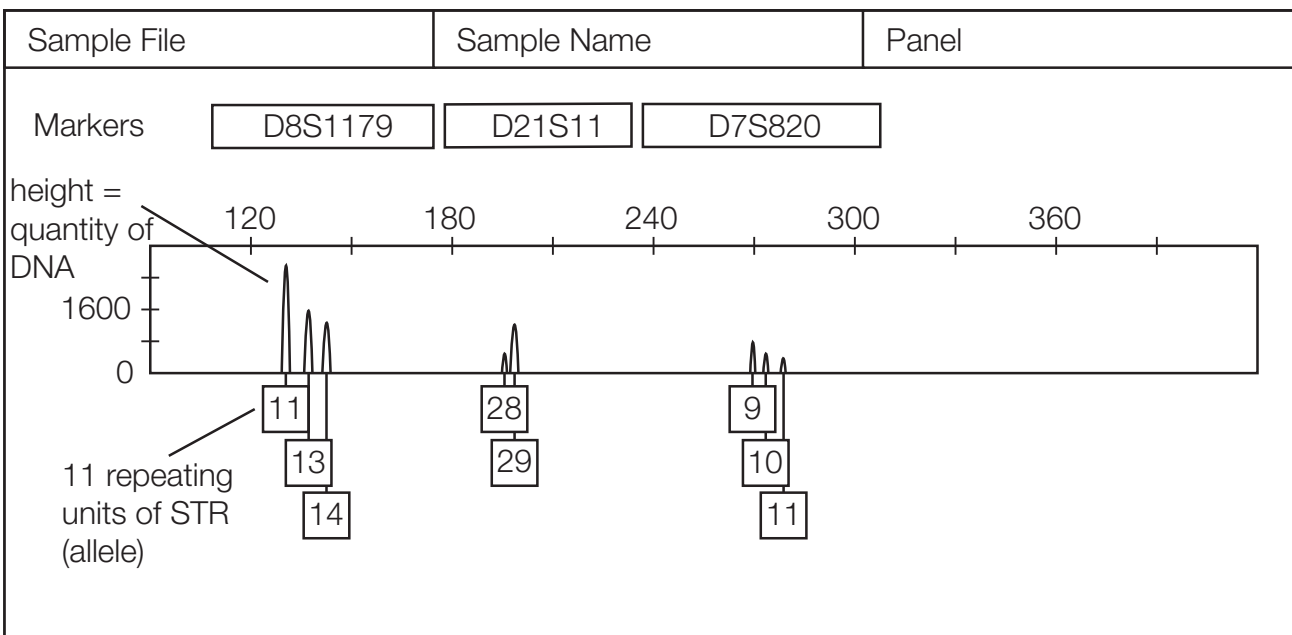 Sample File
Sample Name
Panel
Markers
D8S1179
D21S11
D7S820
height =
quantity of
DNA
120
180
240
300
360
1600
0
11
28
9
13
29
10
14
11
11 repeating
units of STR
(allele)